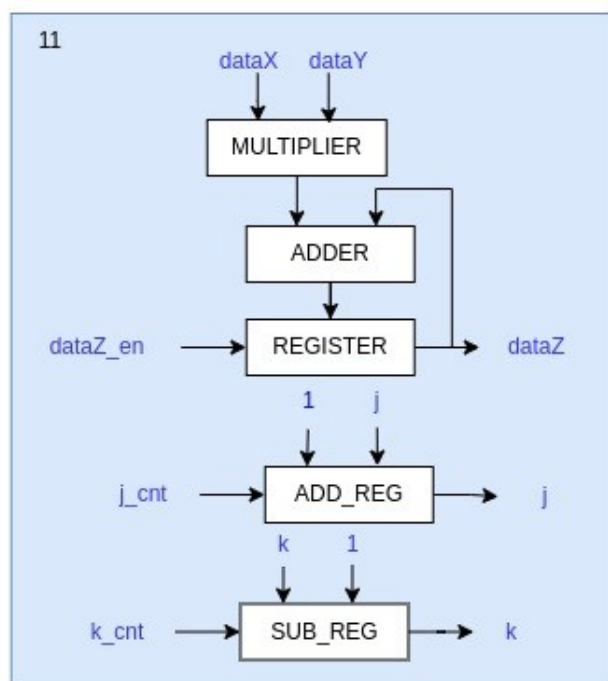 11
dataX dataY
MULTIPLIER
ADDER
dataZ_en REGISTER dataZ
1 j
j_cnt ADD_REG j
k 1
k_cnt SUB_REG k